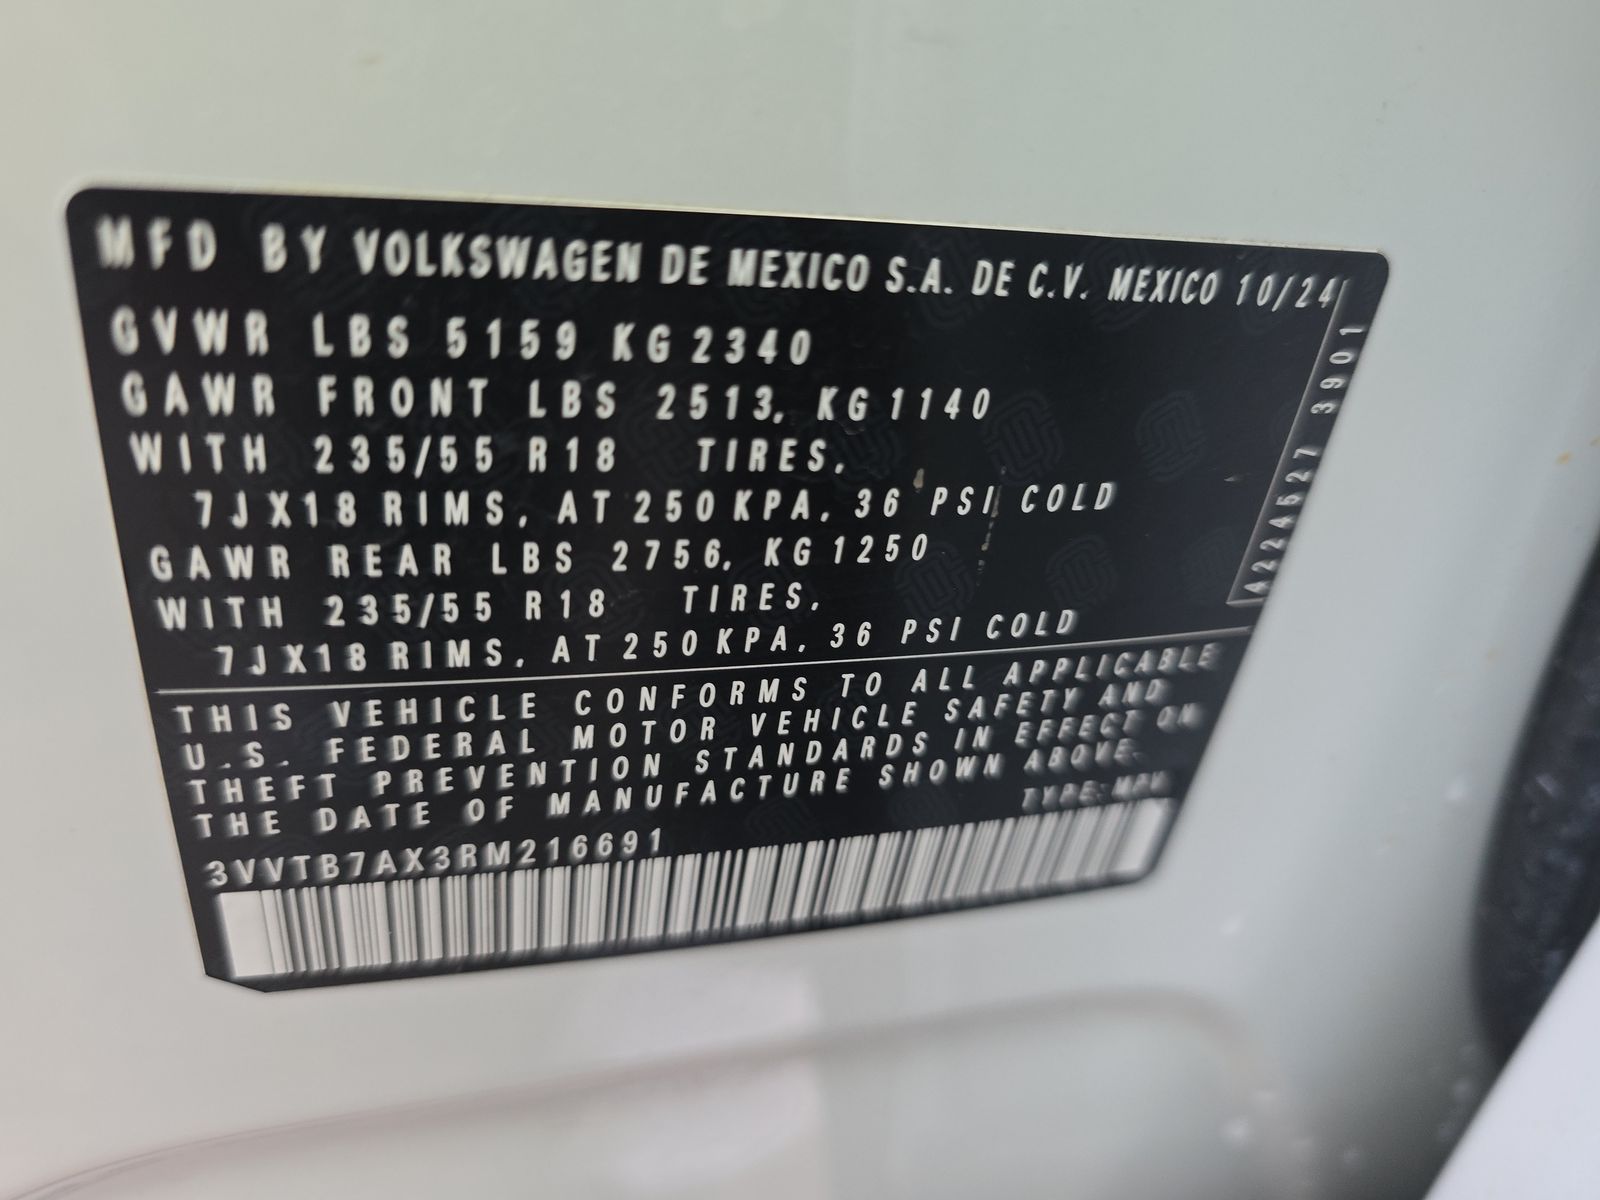 MFD BY VOLKSWAGEN DE MEXICO S.A. DE C.V. MEXICO 10/24
GVWR LBS 5159 KG 2340
GAWR FRONT LBS 2513, KG 1140
WITH 235/55 R18 TIRES,
7JX18 RIMS, AT 250 KPA, 36 PSI COLD
GAWR REAR LBS 2756, KG 1250
WITH 235/55 R18 TIRES,
7JX18 RIMS, AT 250 KPA, 36 PSI COLD
A224527 3901
THIS VEHICLE CONFORMS TO ALL APPLICABLE
U.S. FEDERAL MOTOR VEHICLE SAFETY AND
THEFT PREVENTION STANDARDS IN EFFECT ON
THE DATE OF MANUFACTURE SHOWN ABOVE.
TYPE: MPV
3VVTB7AX3RM216691